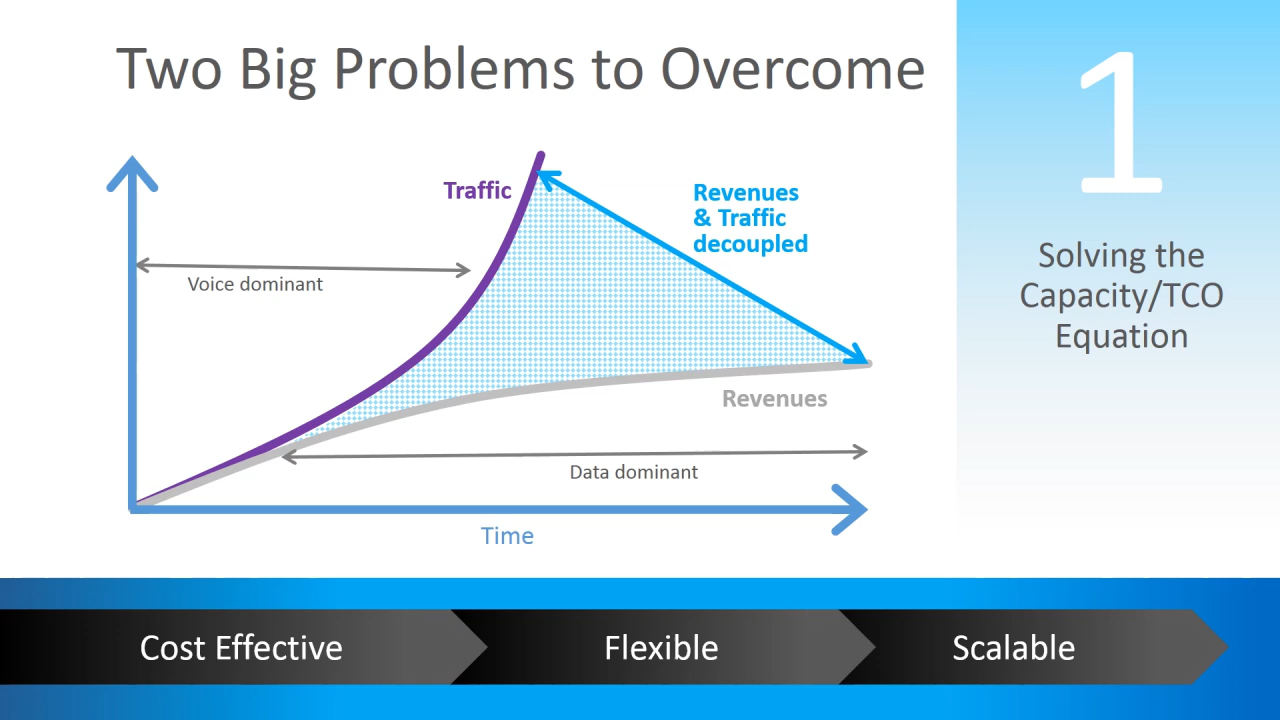 Two Big Problems to Overcome
1
Solving the
Capacity/TCO
Equation
Traffic
Revenues
& Traffic
decoupled
Voice dominant
Revenues
Data dominant
Time
Cost Effective
Flexible
Scalable